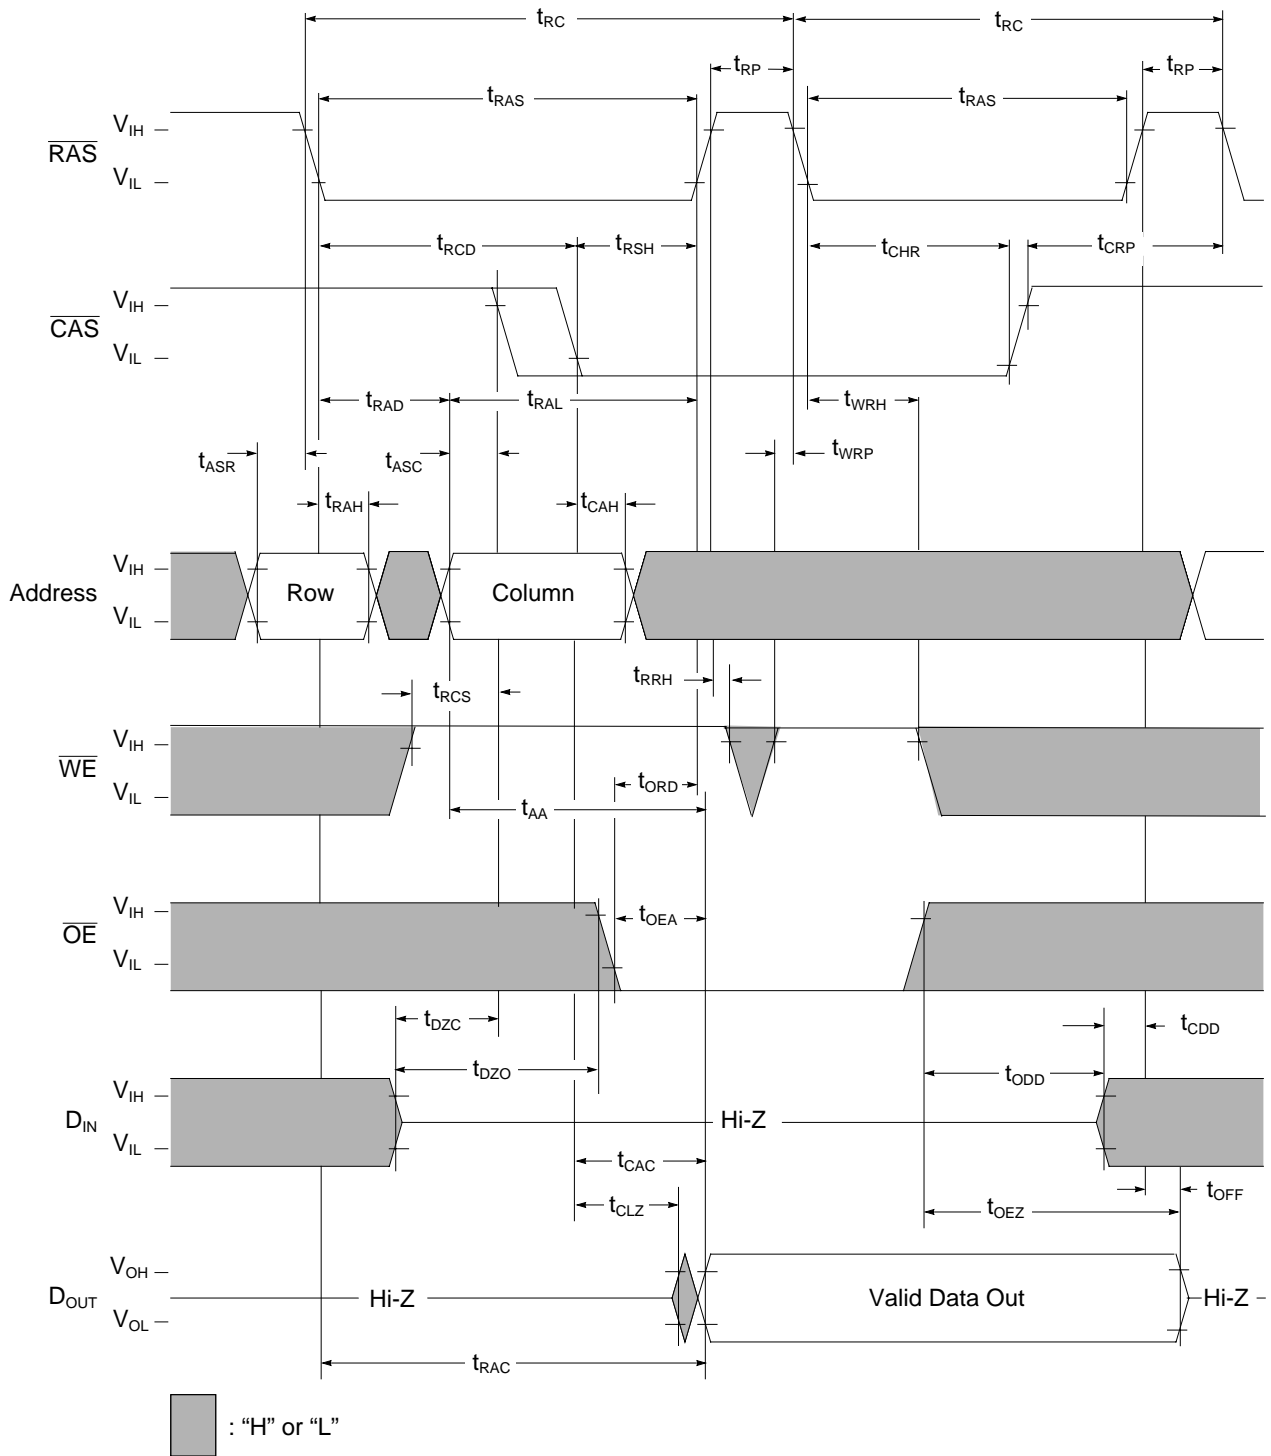 tRC tRC
tRP tRP
tRAS tRAS
VIH
RAS
VIL
tRCD tRSH tCHR tCRP
VIH
CAS
VIL
tRAD tRAL tWRH
tASR tASC tWRP
tRAH tCAH
VIH
Address Row Column
VIL
tRRH
tRCS
VIH
WE
VIL
tORD
tAA
VIH
tOEA
OE
VIL
tDZC tCDD
tDZO tODD
VIH
DIN Hi-Z
VIL
tCAC
tCLZ tOEZ tOFF
VOH
DOUT Hi-Z Valid Data Out Hi-Z
VOL
tRAC
: “H” or “L”